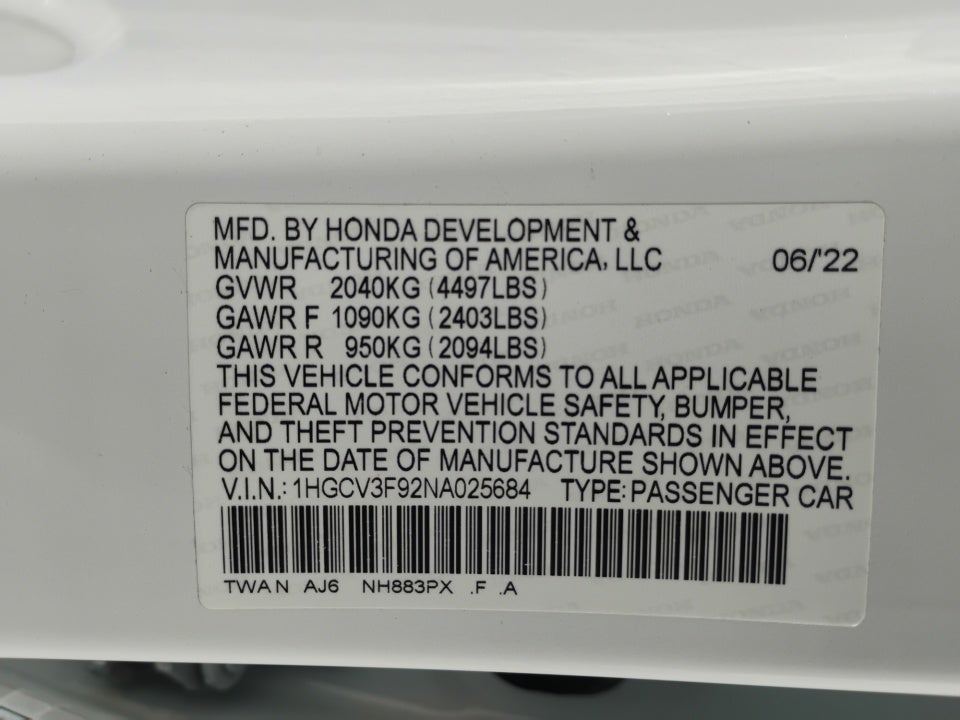 MFD. BY HONDA DEVELOPMENT &
MANUFACTURING OF AMERICA, LLC 06/'22
GVWR 2040KG (4497LBS)
GAWR F 1090KG (2403LBS)
GAWR R 950KG (2094LBS)
THIS VEHICLE CONFORMS TO ALL APPLICABLE
FEDERAL MOTOR VEHICLE SAFETY, BUMPER,
AND THEFT PREVENTION STANDARDS IN EFFECT
ON THE DATE OF MANUFACTURE SHOWN ABOVE.
V.I.N.: 1HGCV3F92NA025684 TYPE: PASSENGER CAR
TWAN AJ6 NH883PX .F .A